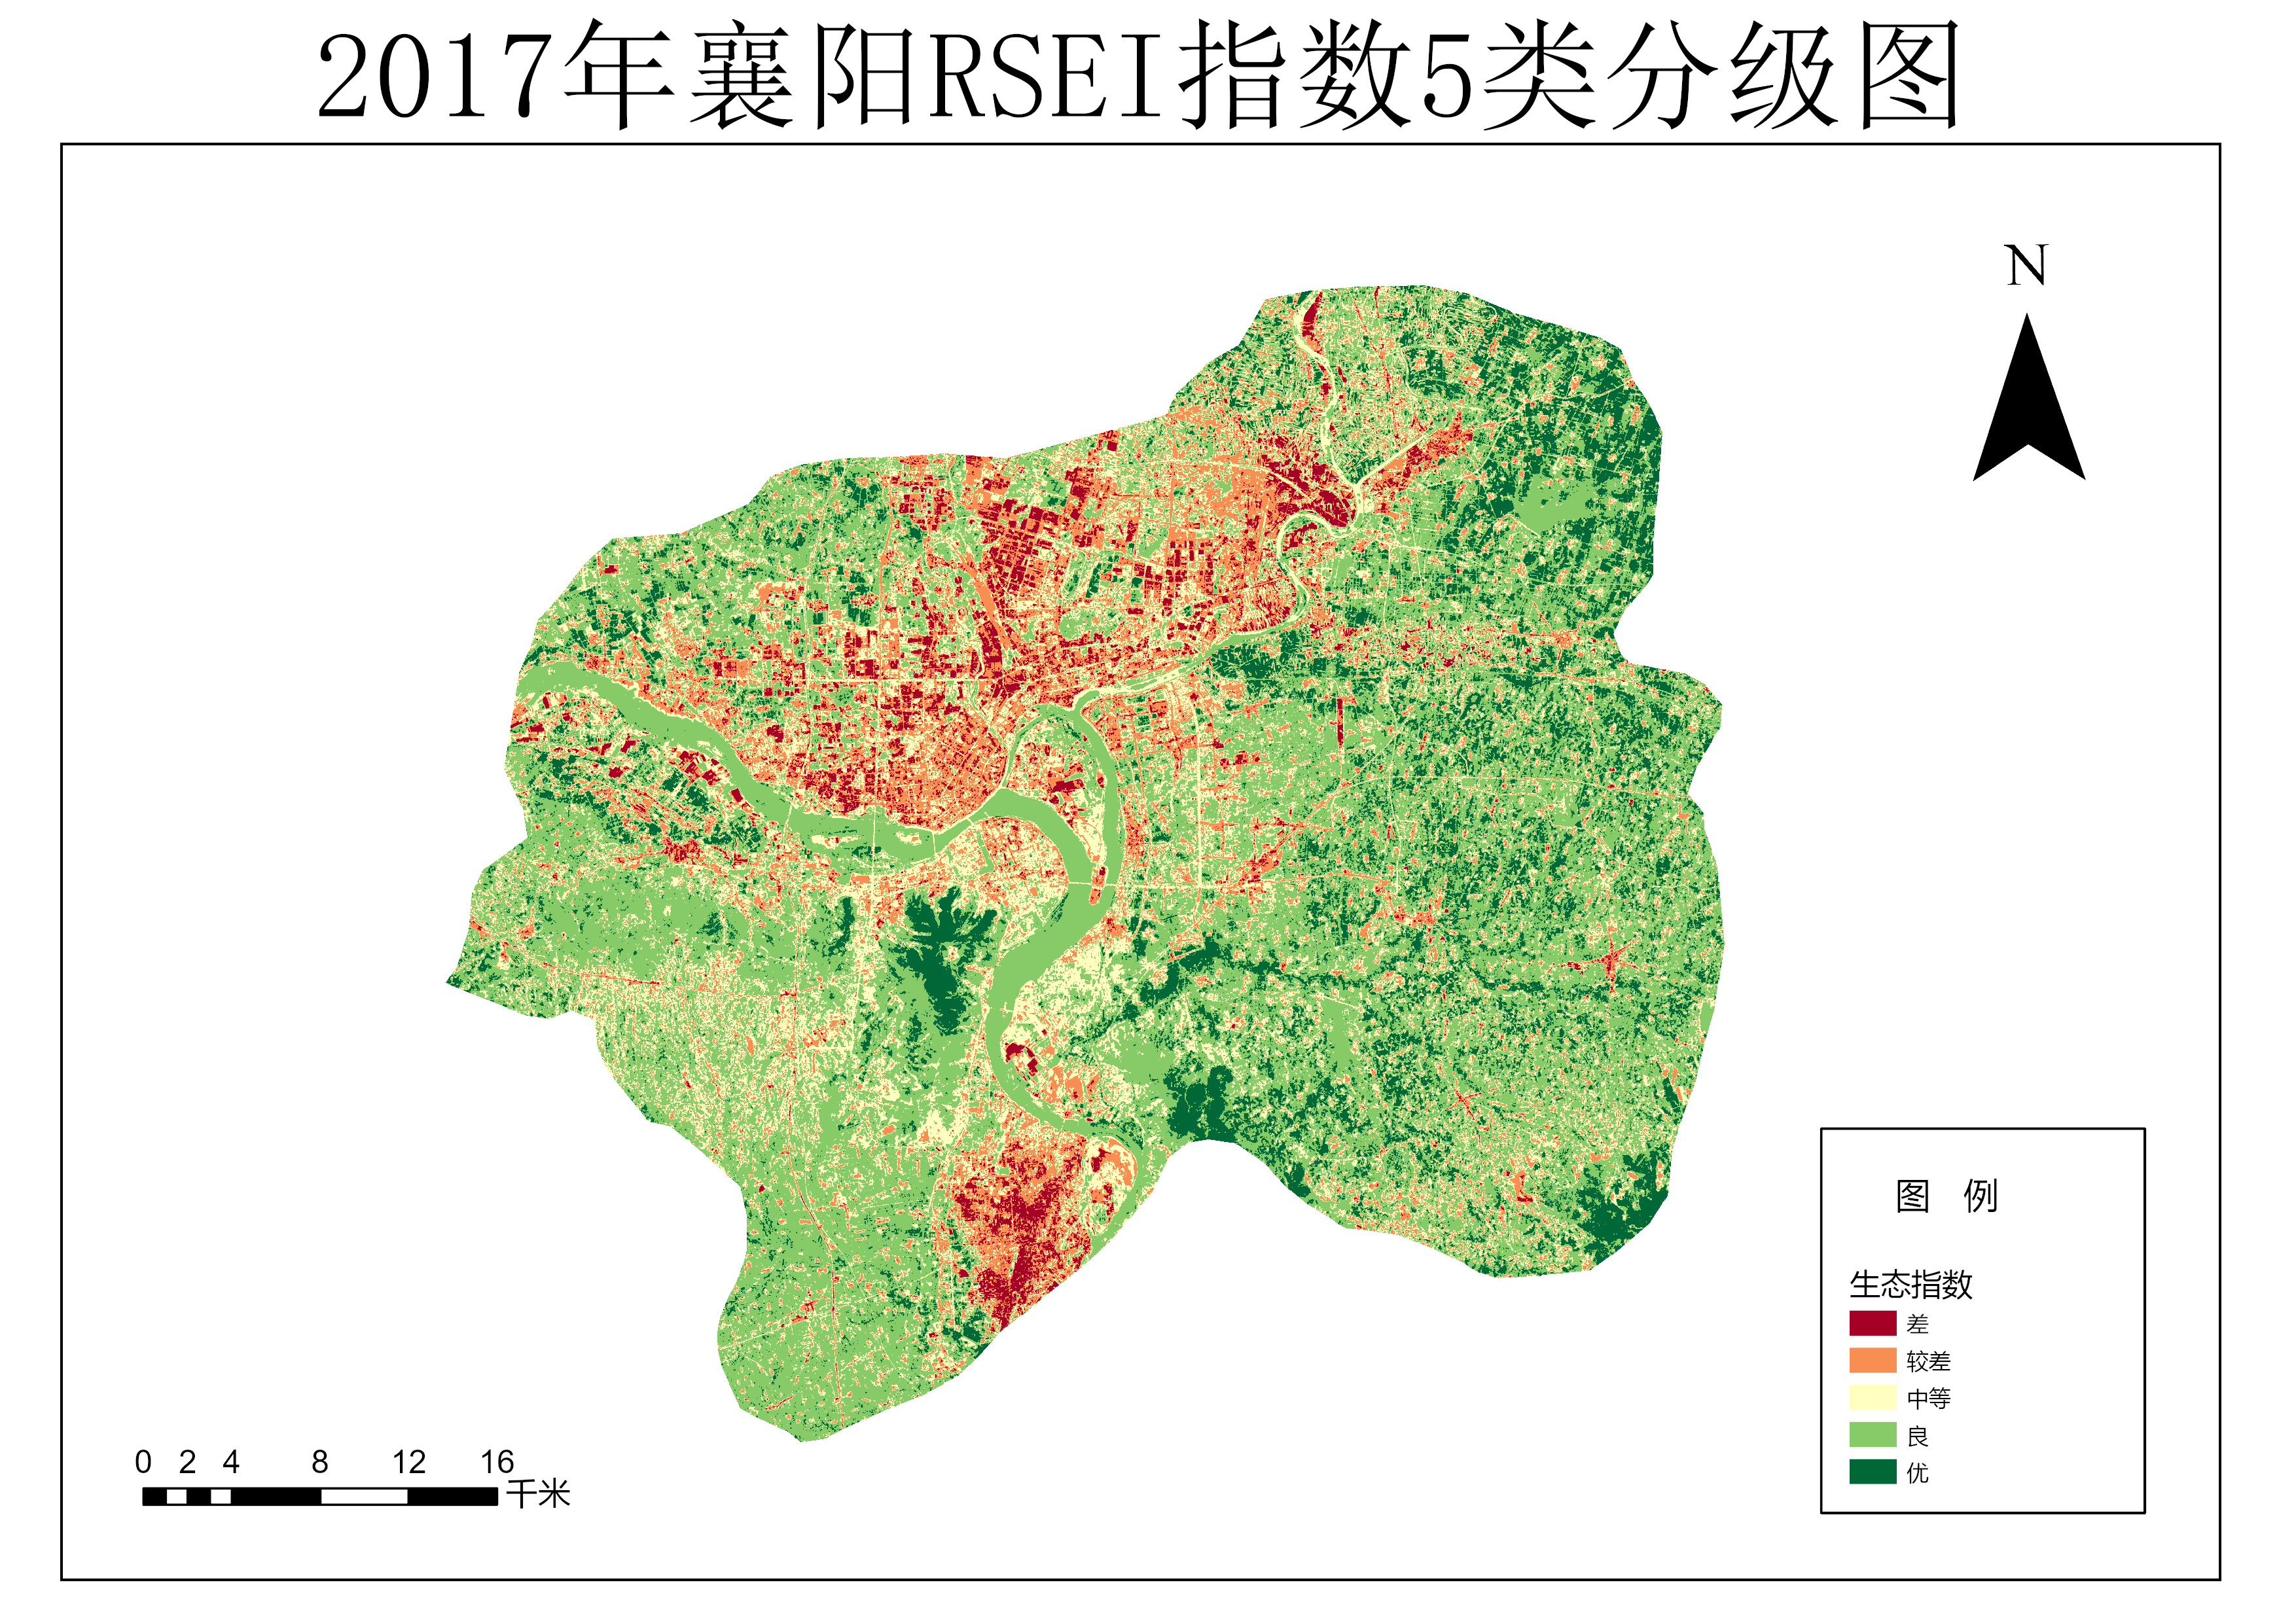 2017年襄阳RSEI指数5类分级图
N
图 例
生态指数
差
较差
中等
良
优
0 2 4 8 12 16
千米